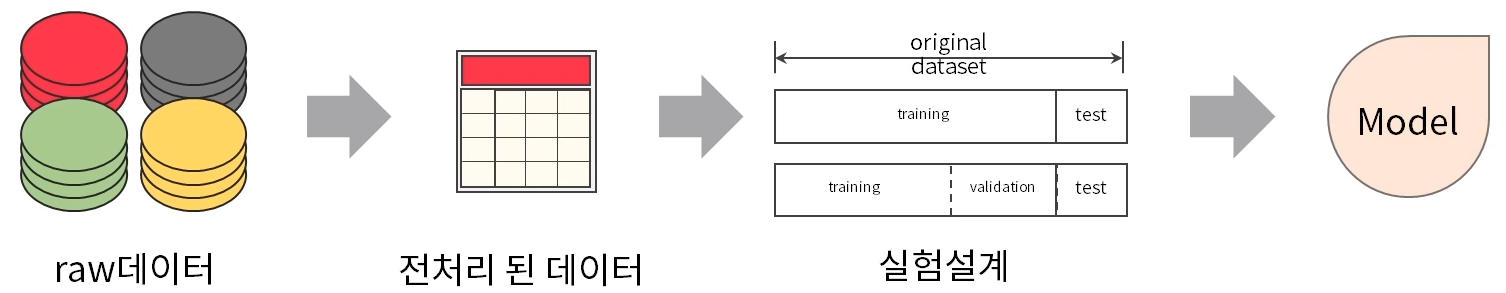 original
dataset
training
test
training
validation
test
Model
raw데이터
전처리 된 데이터
실험설계